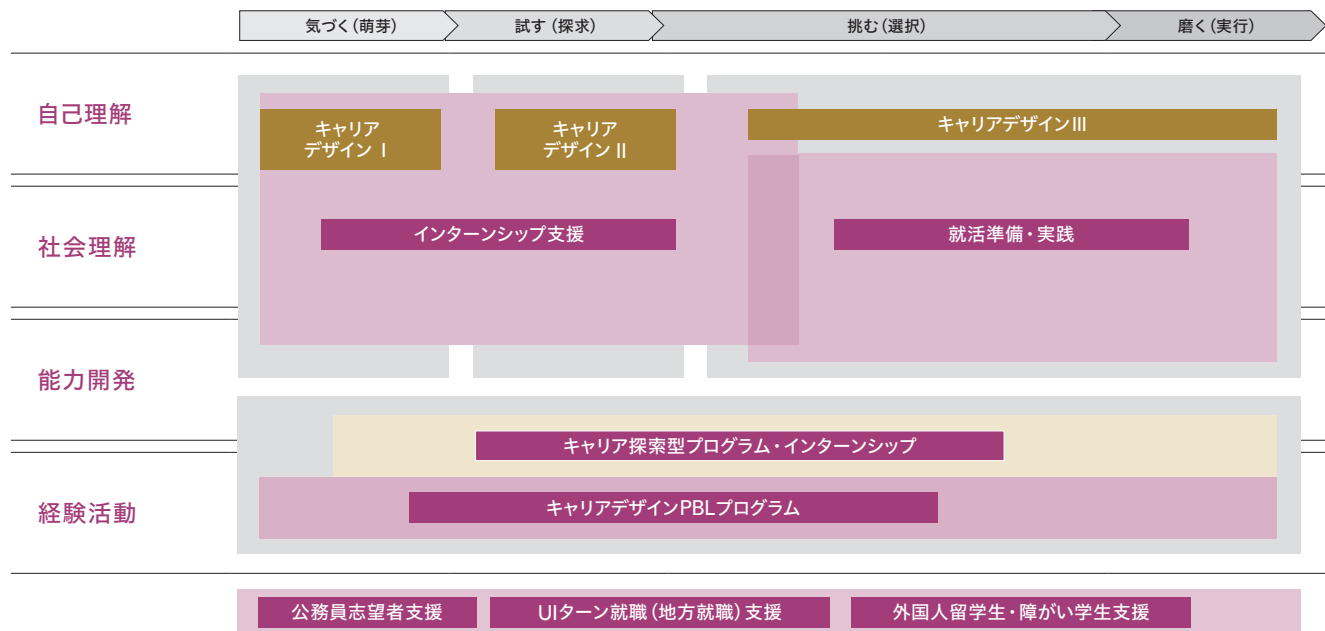 気づく（萌芽）
試す（探求）
挑む（選択）
磨く（実行）
自己理解
キャリア
デザイン Ⅰ
キャリア
デザイン Ⅱ
キャリアデザインⅢ
社会理解
インターンシップ支援
就活準備・実践
能力開発
キャリア探索型プログラム・インターンシップ
経験活動
キャリアデザインPBLプログラム
公務員志望者支援
UIターン就職（地方就職）支援
外国人留学生・障がい学生支援